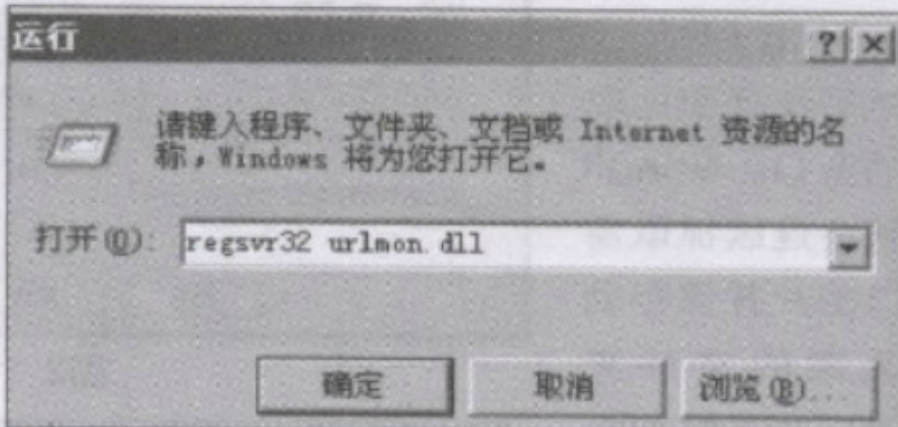 运行
请键入程序、文件夹、文档或 Internet 资源的名
称，Windows 将为您打开它。
打开(O): regsvr32 urlmon.dll
确定 取消 浏览(B)...